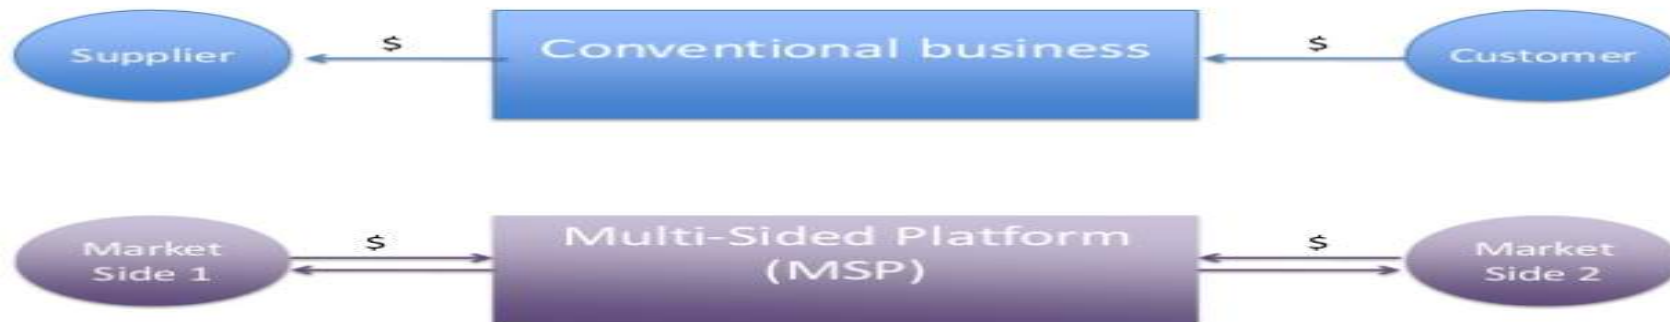 Supplier
$
Conventional business
$
Customer
Market
Side 1
$
Multi-Sided Platform
(MSP)
$
Market
Side 2